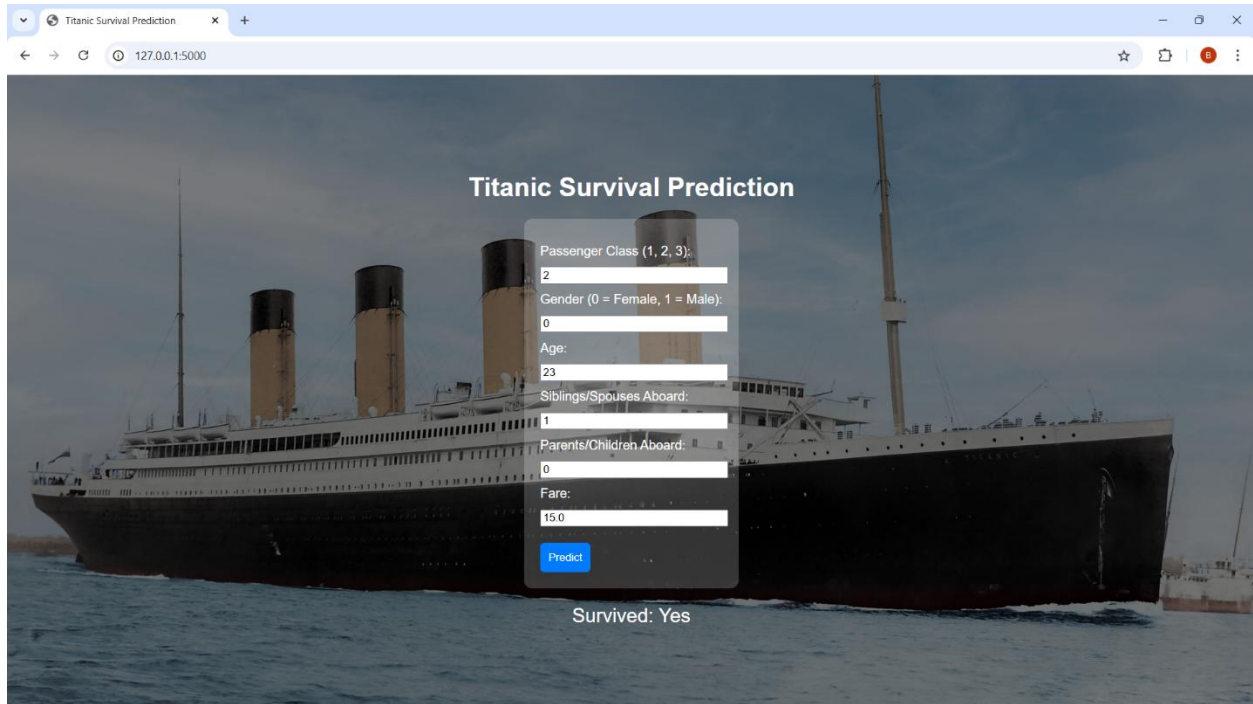 Titanic Survival Prediction
127.0.0.1:5000
B
Titanic Survival Prediction
Passenger Class (1, 2, 3):
2
Gender (0 = Female, 1 = Male):
0
Age:
23
Siblings/Spouses Aboard:
1
Parents/Children Aboard:
0
Fare:
15.0
Predict
Survived: Yes